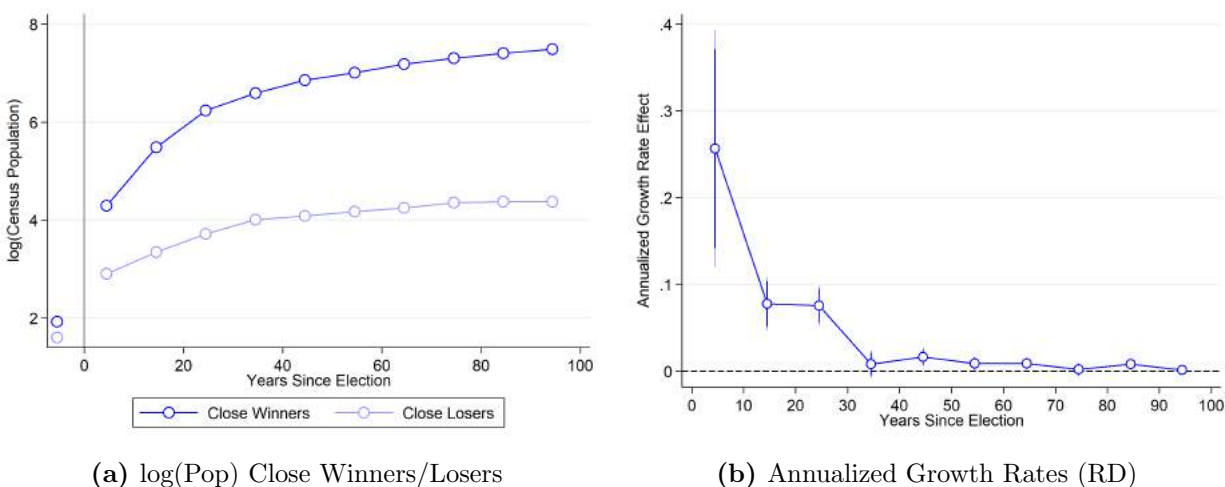 8
6
4
2
log(Census Population)
0 20 40 60 80 100
Years Since Election
Close Winners Close Losers
(a) log(Pop) Close Winners/Losers
.4
.3
.2
.1
0
Annualized Growth Rate Effect
0 10 20 30 40 50 60 70 80 90 100
Years Since Election
(b) Annualized Growth Rates (RD)